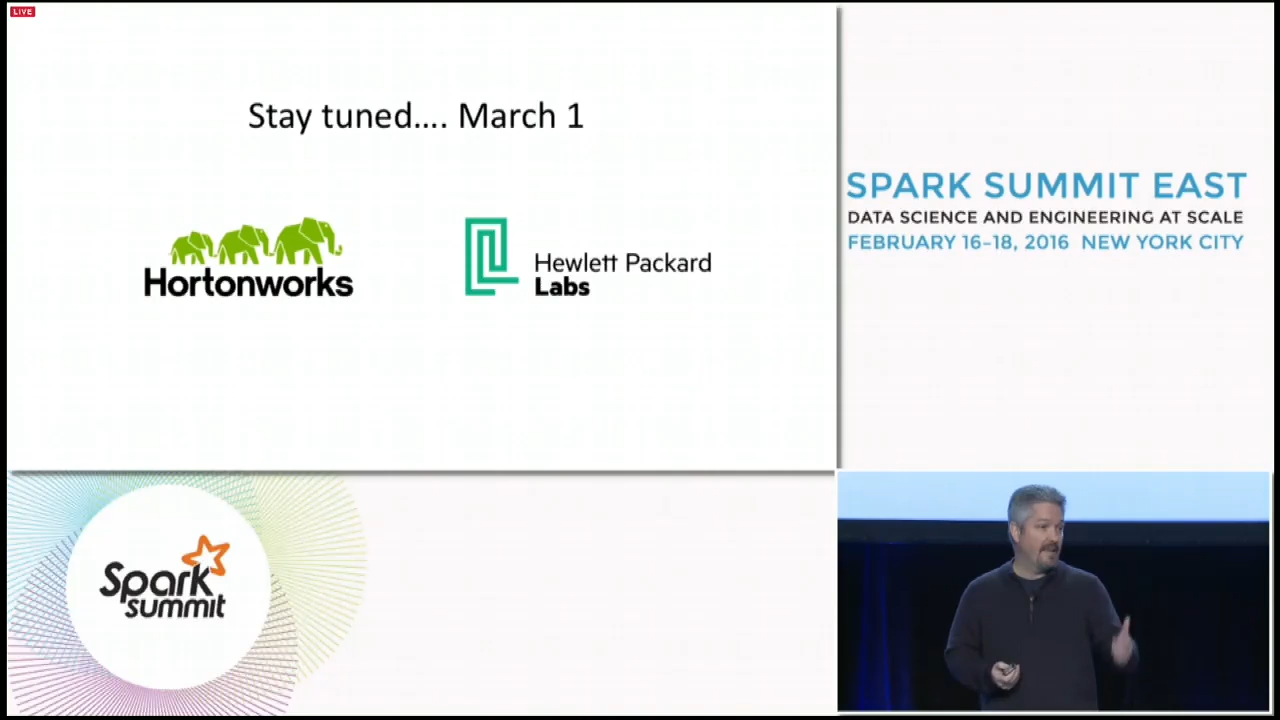 LIVE
Stay tuned.... March 1
Hortonworks
Hewlett Packard
Labs
SPARK SUMMIT EAST
DATA SCIENCE AND ENGINEERING AT SCALE
FEBRUARY 16-18, 2016 NEW YORK CITY
Spark
summit